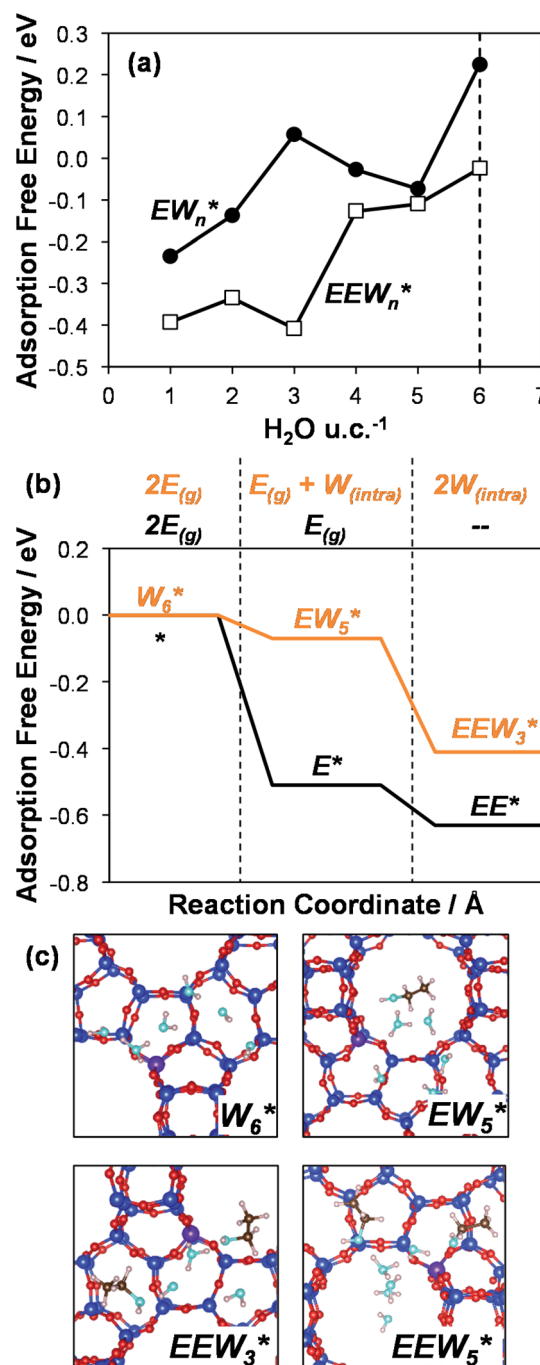 (a)
Adsorption Free Energy / eV
0.3
0.2
0.1
0.0
-0.1
-0.2
-0.3
-0.4
-0.5
EWn*
EEWn*
0 1 2 3 4 5 6 7
H2O u.c.-1
(b)
2E(g) E(g) + W(intra) 2W(intra)
2E(g) E(g) --
Adsorption Free Energy / eV
0.2
0.0
-0.2
-0.4
-0.6
-0.8
W6*
*
EW5*
EEW3*
E*
EE*
Reaction Coordinate / Å
(c)
W6* EW5*
EEW3* EEW5*